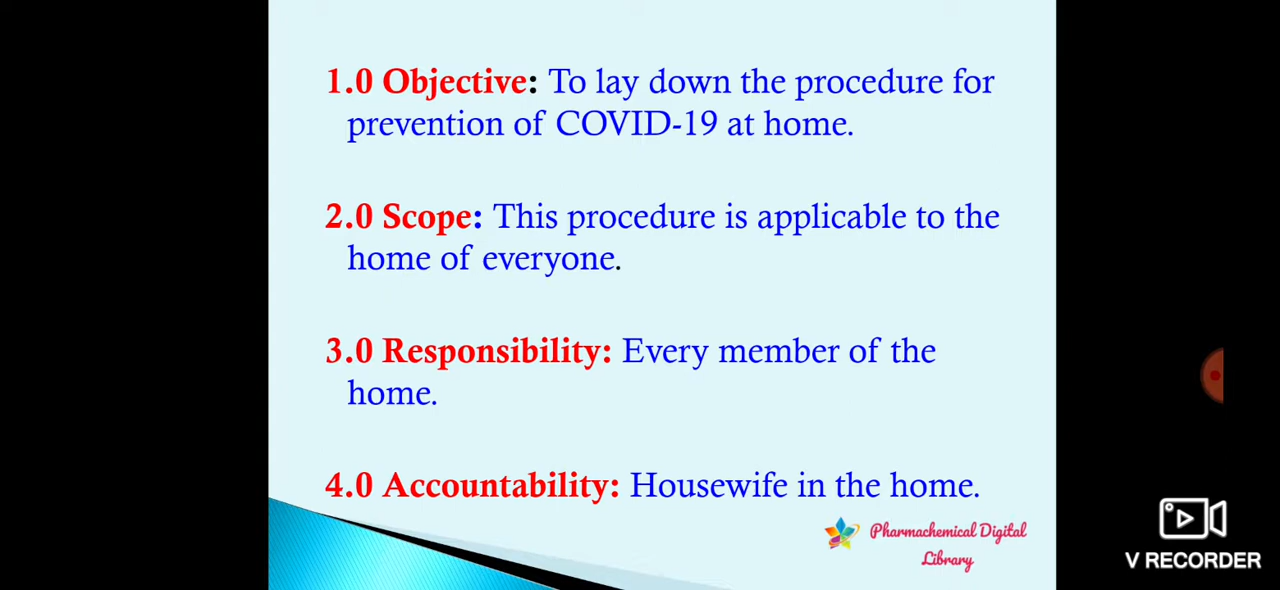 1.0 Objective: To lay down the procedure for
prevention of COVID-19 at home.
2.0 Scope: This procedure is applicable to the
home of everyone.
3.0 Responsibility: Every member of the
home.
4.0 Accountability: Housewife in the home.
Pharmachemical Digital
Library
V RECORDER